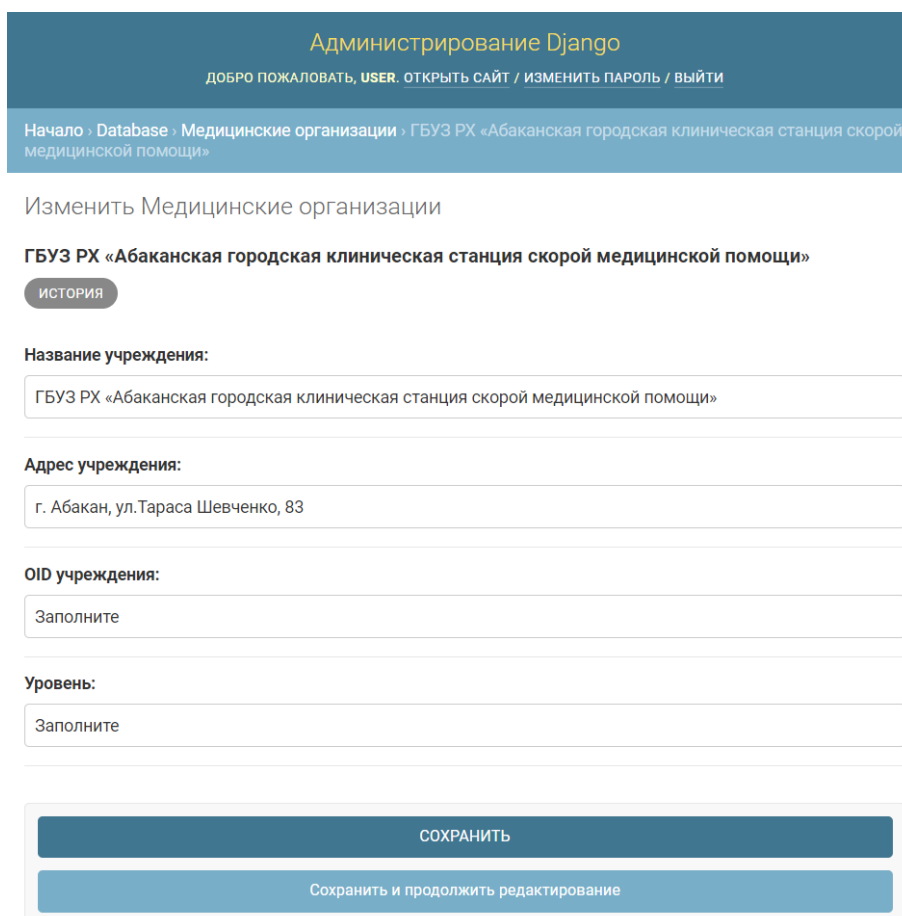 Администрирование Django
ДОБРО ПОЖАЛОВАТЬ, USER. ОТКРЫТЬ САЙТ / ИЗМЕНИТЬ ПАРОЛЬ / ВЫЙТИ
Начало › Database › Медицинские организации › ГБУЗ РХ «Абаканская городская клиническая станция скорой
медицинской помощи»
Изменить Медицинские организации
ГБУЗ РХ «Абаканская городская клиническая станция скорой медицинской помощи»
ИСТОРИЯ
Название учреждения:
ГБУЗ РХ «Абаканская городская клиническая станция скорой медицинской помощи»
Адрес учреждения:
г. Абакан, ул.Тараса Шевченко, 83
OID учреждения:
Заполните
Уровень:
Заполните
СОХРАНИТЬ
Сохранить и продолжить редактирование